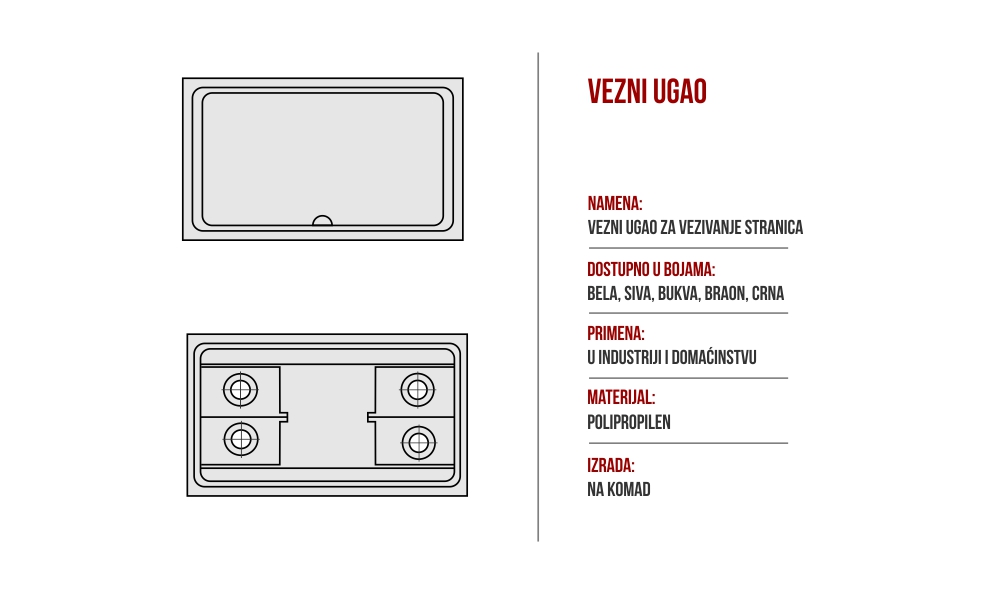 VEZNI UGAO
NAMENA:
VEZNI UGAO ZA VEZIVANJE STRANICA
DOSTUPNO U BOJAMA:
BELA, SIVA, BUKVA, BRAON, CRNA
PRIMENA:
U INDUSTRIJI I DOMAĆINSTVU
MATERIJAL:
POLIPROPILEN
IZRADA:
NA KOMAD